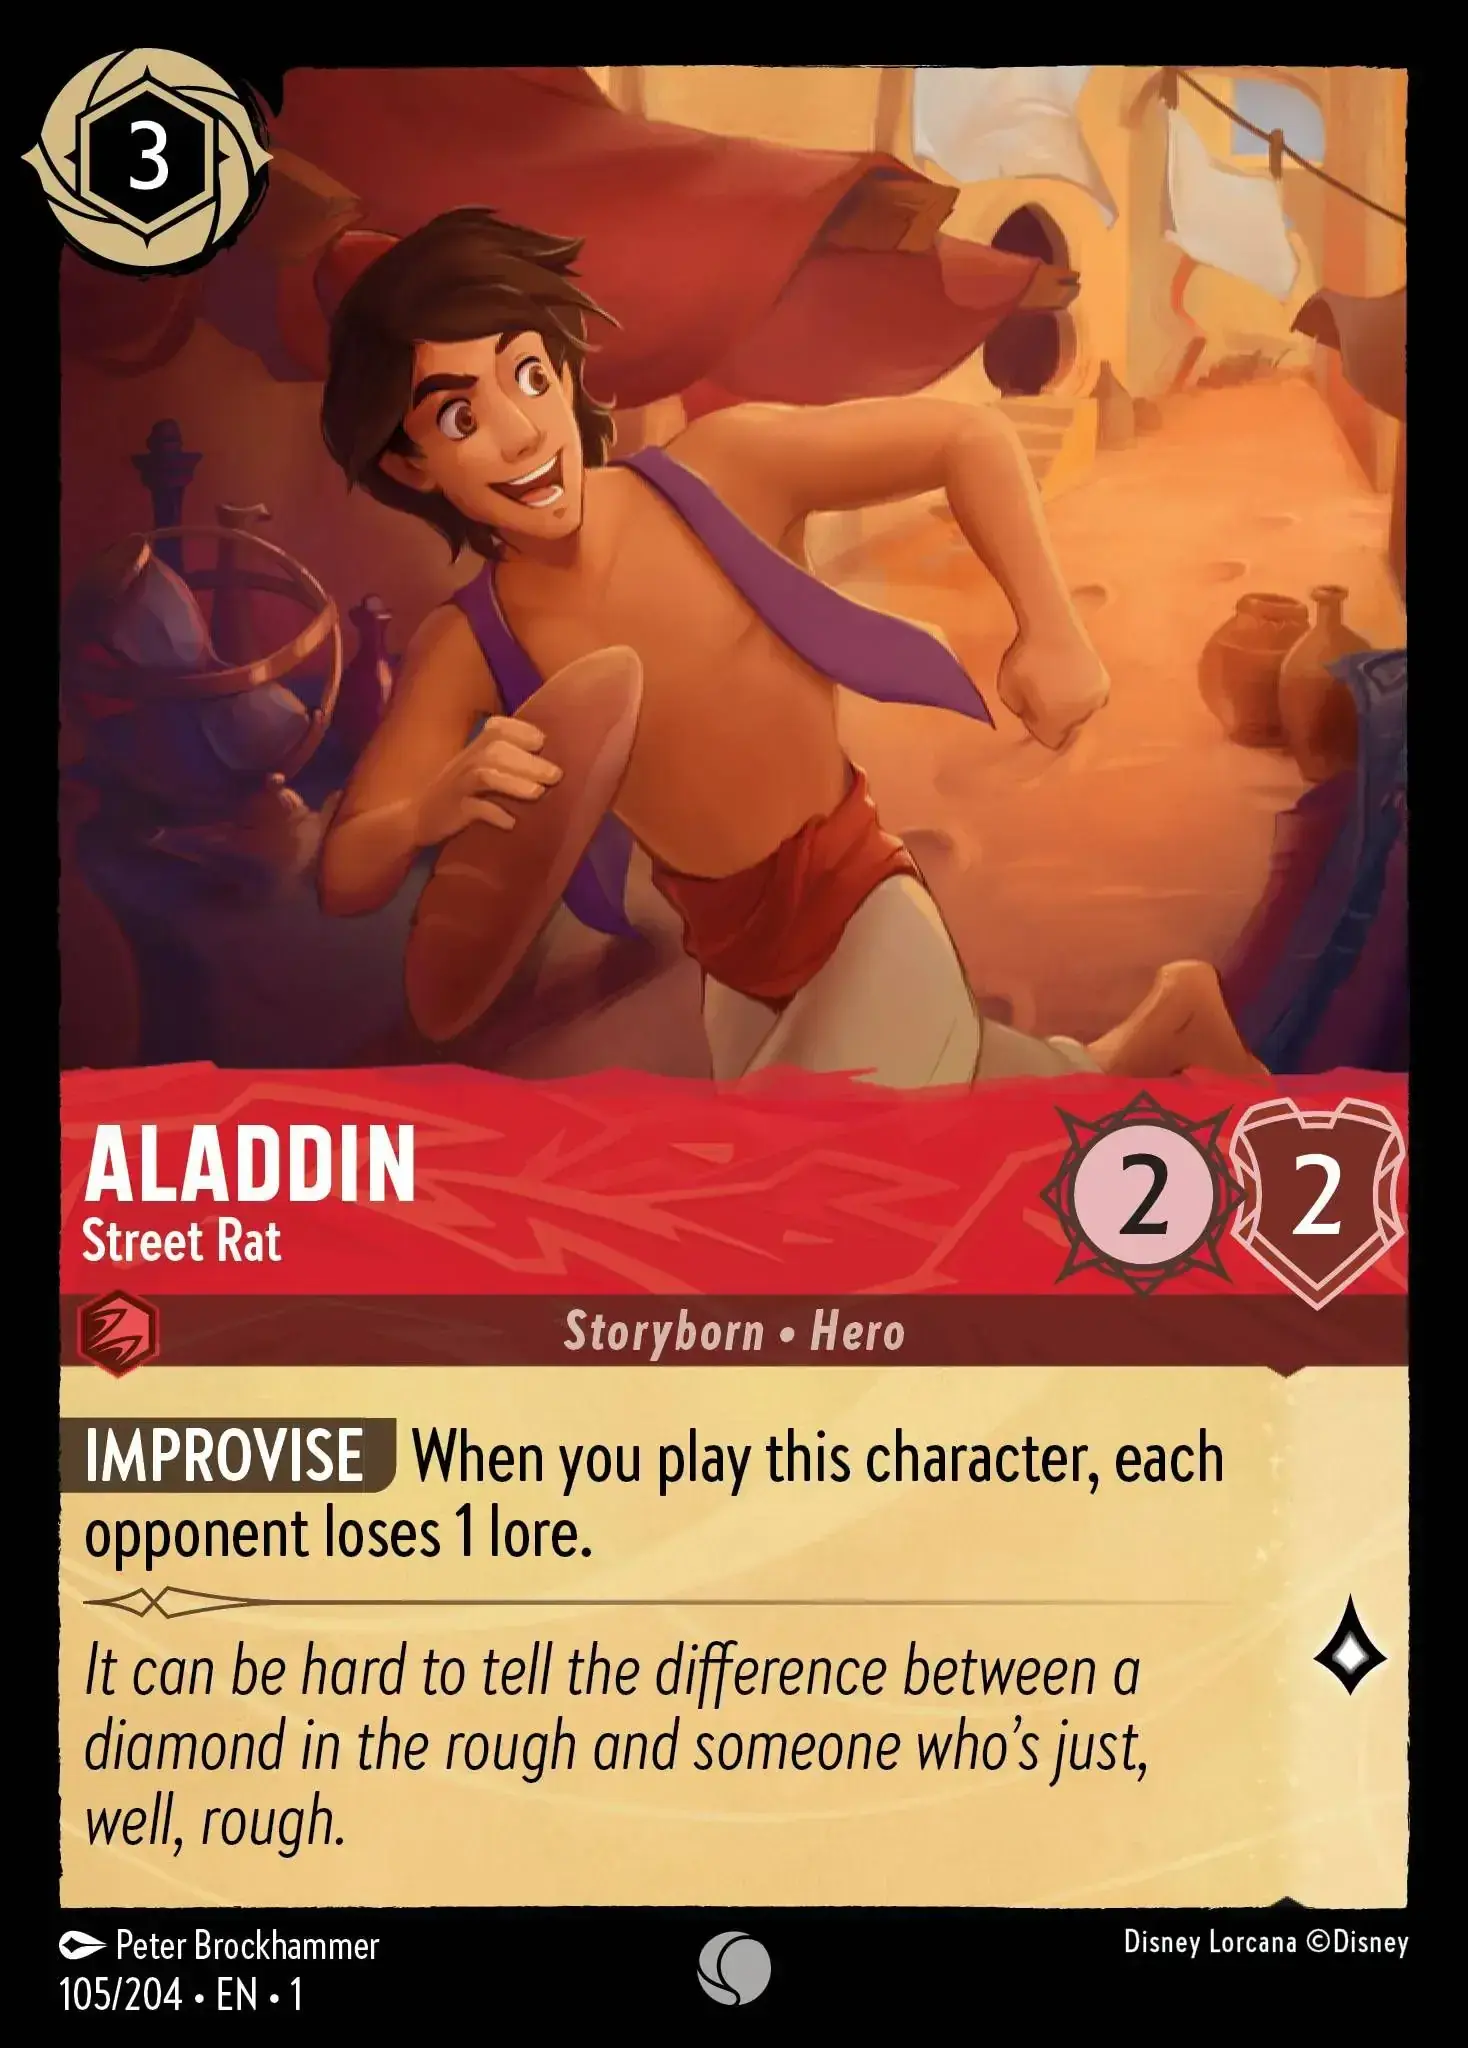 3
ALADDIN
Street Rat
2 2
Storyborn • Hero
IMPROVISE When you play this character, each
opponent loses 1 lore.
It can be hard to tell the difference between a
diamond in the rough and someone who's just,
well, rough.
Peter Brockhammer
Disney Lorcana ©Disney
105/204 • EN • 1